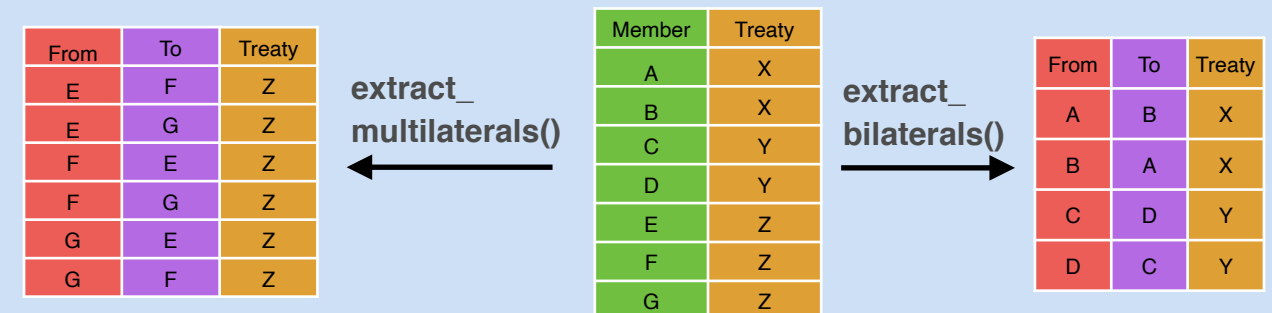 From To Treaty
E F Z
E G Z
F E Z
F G Z
G E Z
G F Z
extract_
multilaterals()
Member Treaty
A X
B X
C Y
D Y
E Z
F Z
G Z
extract_
bilaterals()
From To Treaty
A B X
B A X
C D Y
D C Y